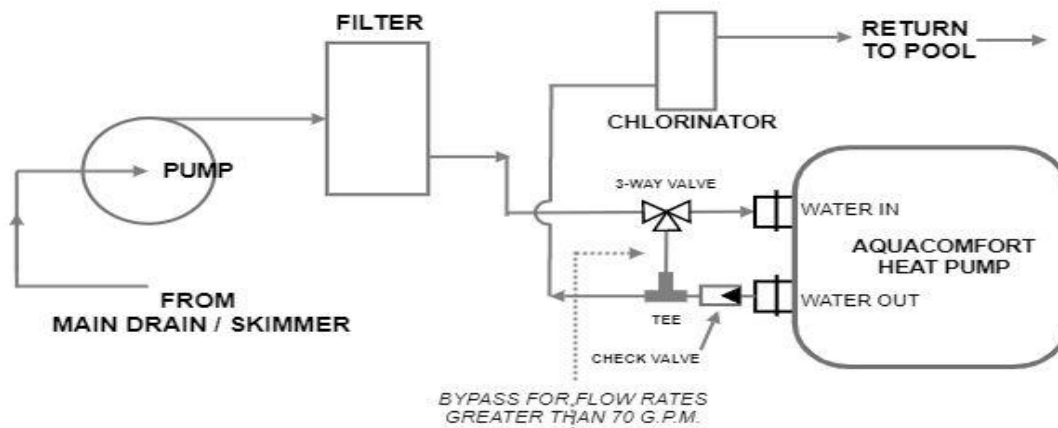 FILTER
RETURN
TO POOL
CHLORINATOR
PUMP
3-WAY VALVE
WATER IN
AQUACOMFORT
HEAT PUMP
WATER OUT
FROM
MAIN DRAIN / SKIMMER
TEE
CHECK VALVE
BYPASS FOR FLOW RATES
GREATER THAN 70 G.P.M.